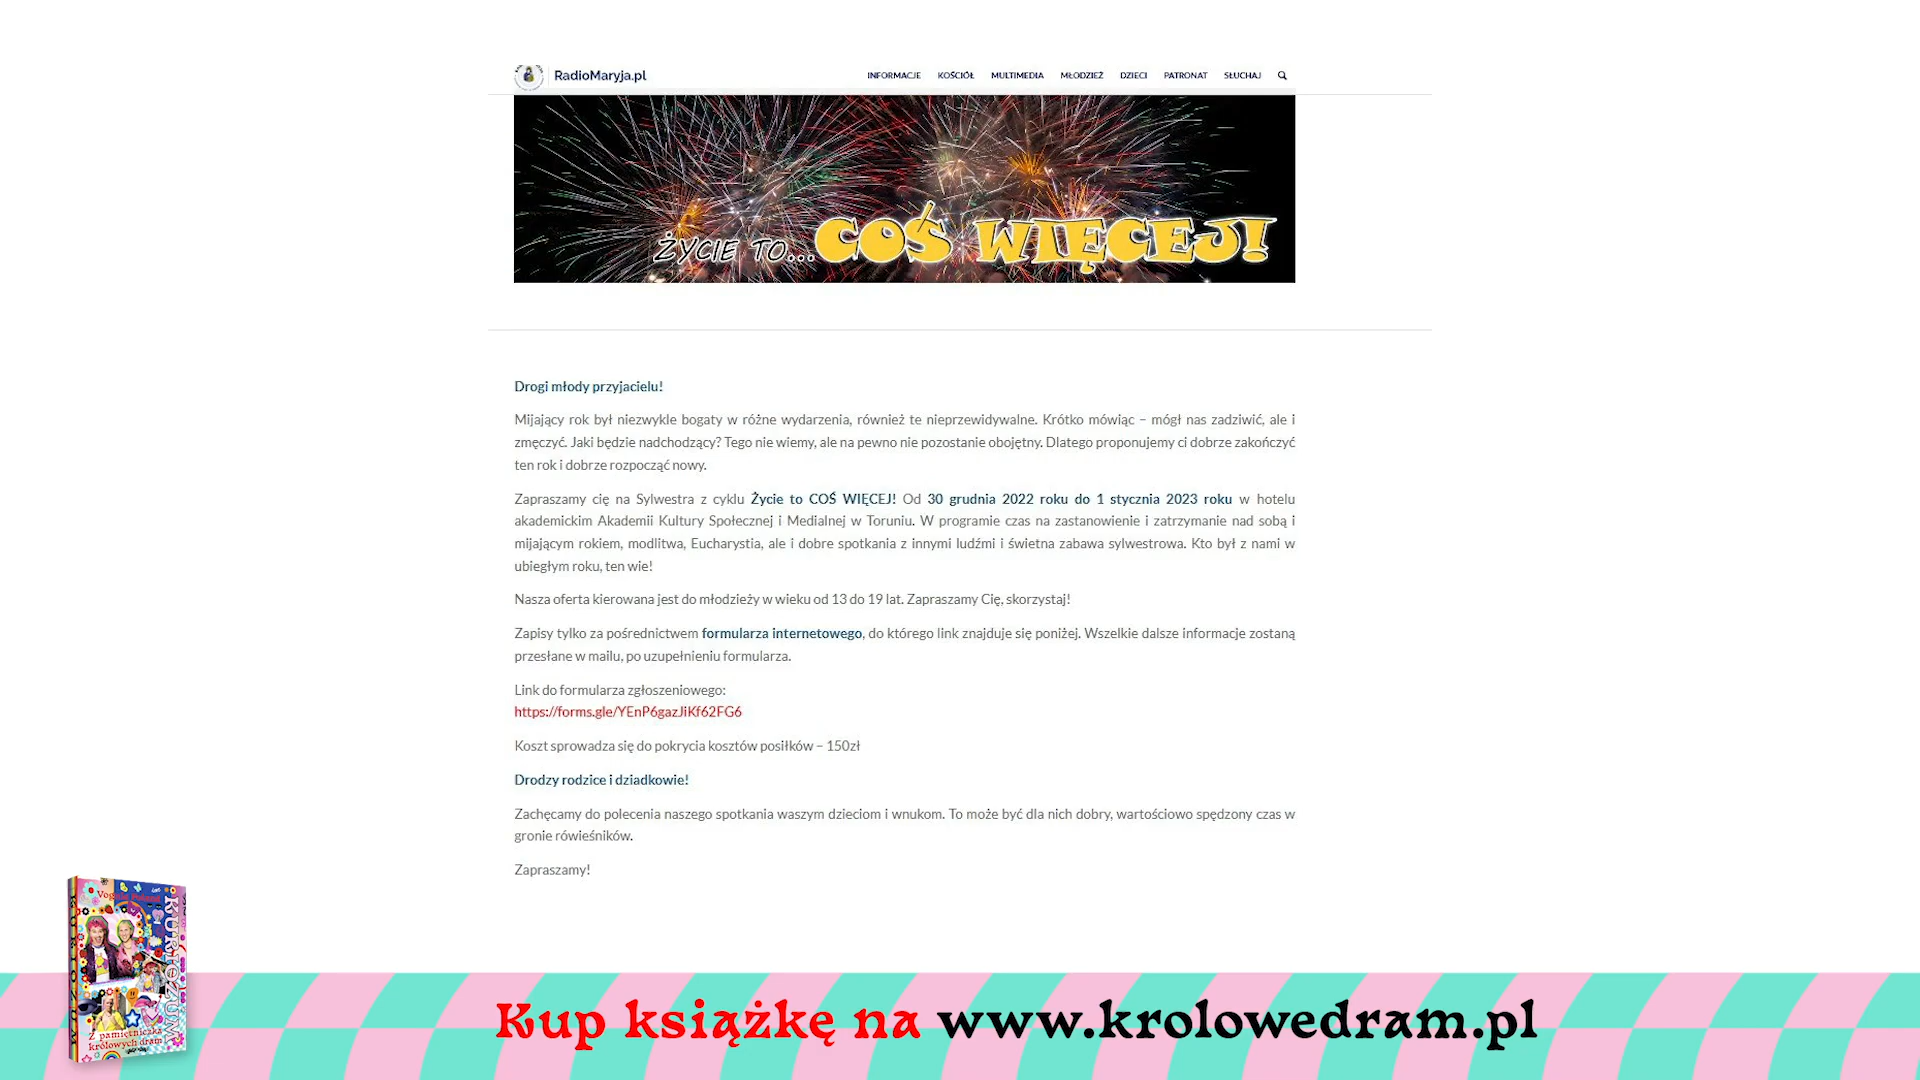 RadioMaryja.pl
INFORMACJE KOŚCIÓŁ MULTIMEDIA MŁODZIEŻ DZIECI PATRONAT SŁUCHAJ
ŻYCIE TO... COŚ WIĘCEJ!
Drogi młody przyjacielu!
Mijający rok był niezwykle bogaty w różne wydarzenia, również te nieprzewidywalne. Krótko mówiąc – mógł nas zadziwić, ale i
zmęczyć. Jaki będzie nadchodzący? Tego nie wiemy, ale na pewno nie pozostanie obojętny. Dlatego proponujemy ci dobrze zakończyć
ten rok i dobrze rozpocząć nowy.
Zapraszamy cię na Sylwestra z cyklu Życie to COŚ WIĘCEJ! Od 30 grudnia 2022 roku do 1 stycznia 2023 roku w hotelu
akademickim Akademii Kultury Społecznej i Medialnej w Toruniu. W programie czas na zastanowienie i zatrzymanie nad sobą i
mijającym rokiem, modlitwa, Eucharystia, ale i dobre spotkania z innymi ludźmi i świetna zabawa sylwestrowa. Kto był z nami w
ubiegłym roku, ten wie!
Nasza oferta kierowana jest do młodzieży w wieku od 13 do 19 lat. Zapraszamy Cię, skorzystaj!
Zapisy tylko za pośrednictwem formularza internetowego, do którego link znajduje się poniżej. Wszelkie dalsze informacje zostaną
przesłane w mailu, po uzupełnieniu formularza.
Link do formularza zgłoszeniowego:
https://forms.gle/YEnP6gazJiKf62FG6
Koszt sprowadza się do pokrycia kosztów posiłków – 150zł
Drodzy rodzice i dziadkowie!
Zachęcamy do polecenia naszego spotkania waszym dzieciom i wnukom. To może być dla nich dobry, wartościowo spędzony czas w
gronie rówieśników.
Zapraszamy!
Z pamiętniczka
królowych dram
Kup książkę na www.krolowedram.pl